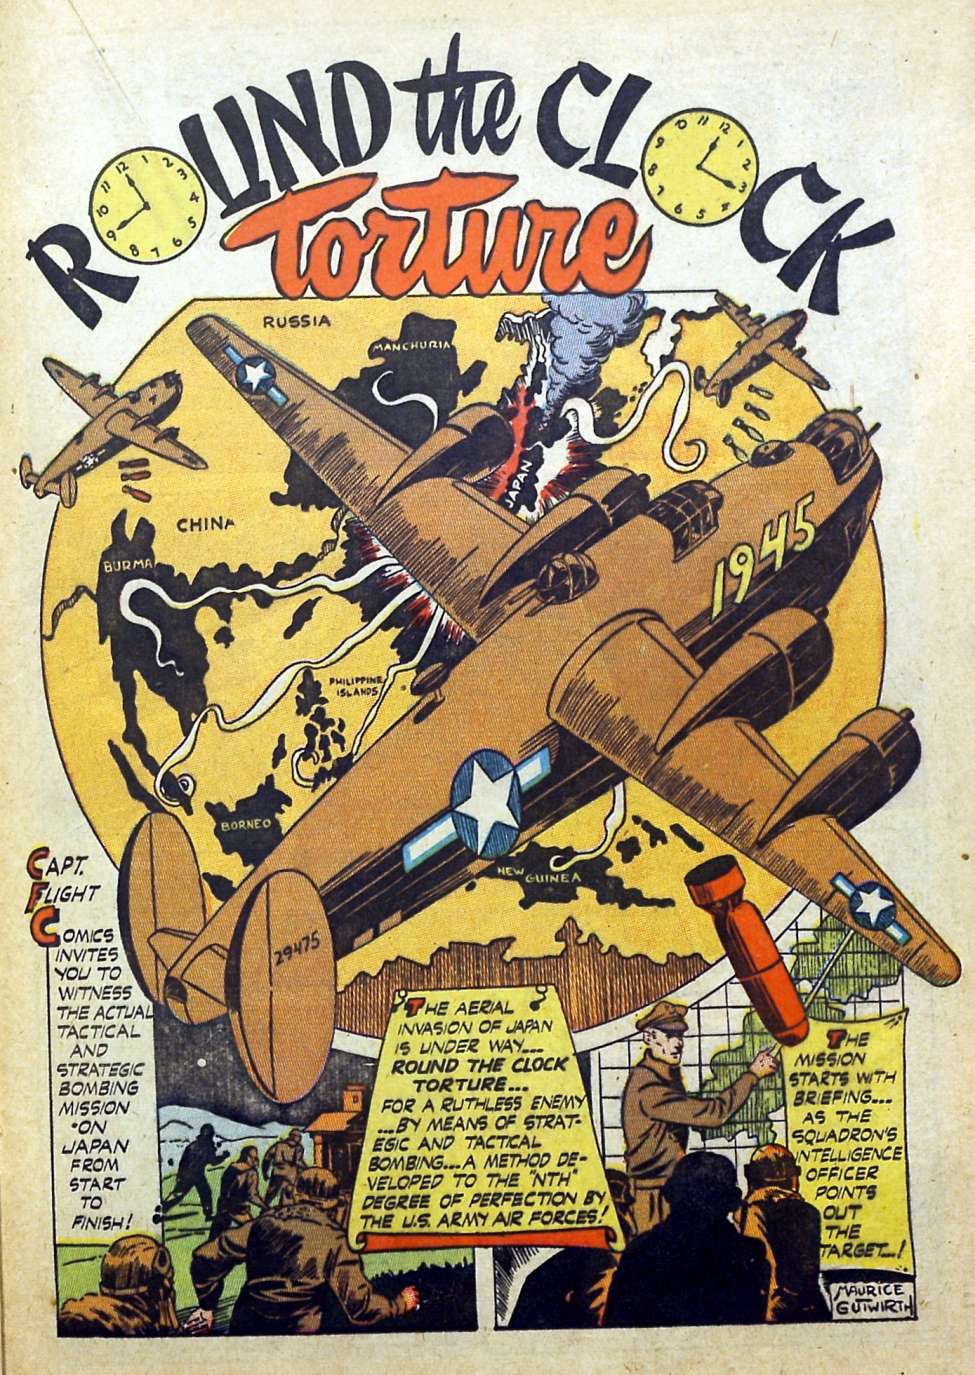 ROUND the CLOCK
Torture
RUSSIA
MANCHURIA
JAPAN
CHINA
BURMA
PHILIPPINE
ISLANDS
BORNEO
NEW GUINEA
1945
29475
CAPT.
FLIGHT
COMICS
INVITES
YOU TO
WITNESS
THE ACTUAL
TACTICAL
AND
STRATEGIC
BOMBING
MISSION
ON
JAPAN
FROM
START
TO
FINISH!
THE AERIAL
INVASION OF JAPAN
IS UNDER WAY...
ROUND THE CLOCK
TORTURE...
FOR A RUTHLESS ENEMY
...BY MEANS OF STRAT-
EGIC AND TACTICAL
BOMBING...A METHOD DE-
VELOPED TO THE "NTH"
DEGREE OF PERFECTION BY
THE U.S. ARMY AIR FORCES!
THE
MISSION
STARTS WITH
BRIEFING...
AS THE
SQUADRON'S
INTELLIGENCE
OFFICER
POINTS
OUT
THE
TARGET...!
MAURICE
GUTWIRTH